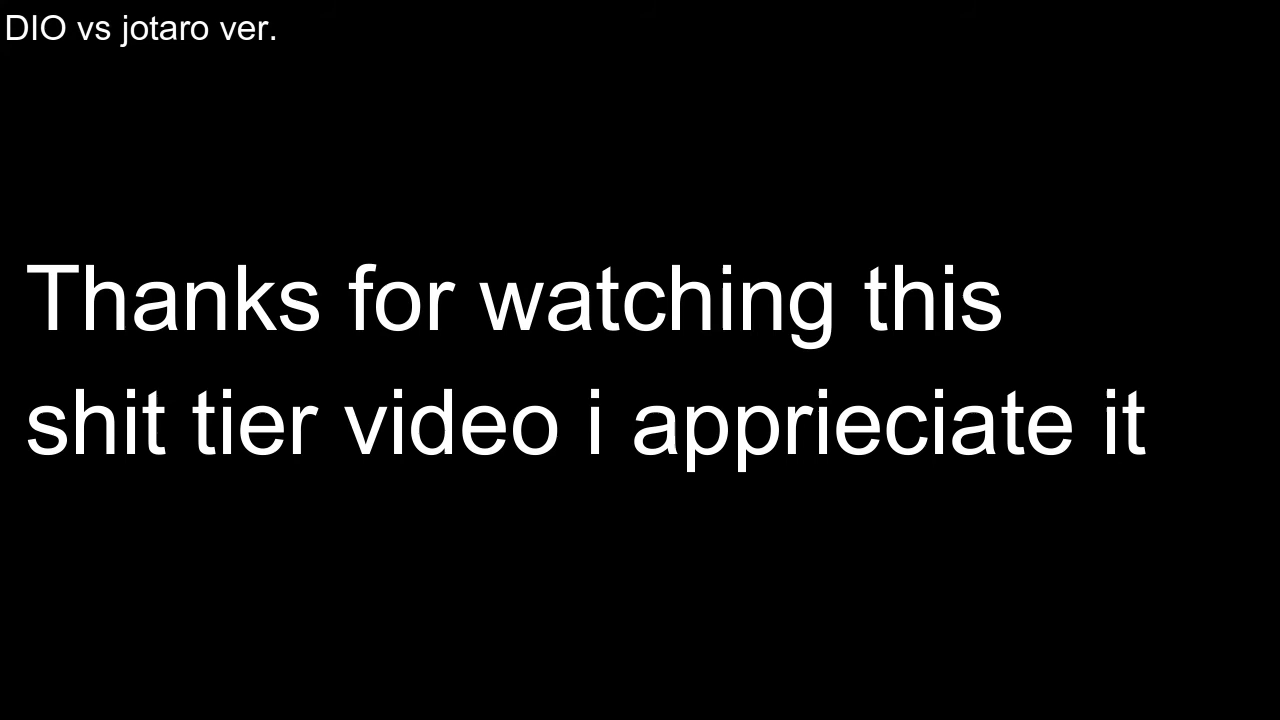 DIO vs jotaro ver.
Thanks for watching this
shit tier video i apprieciate it